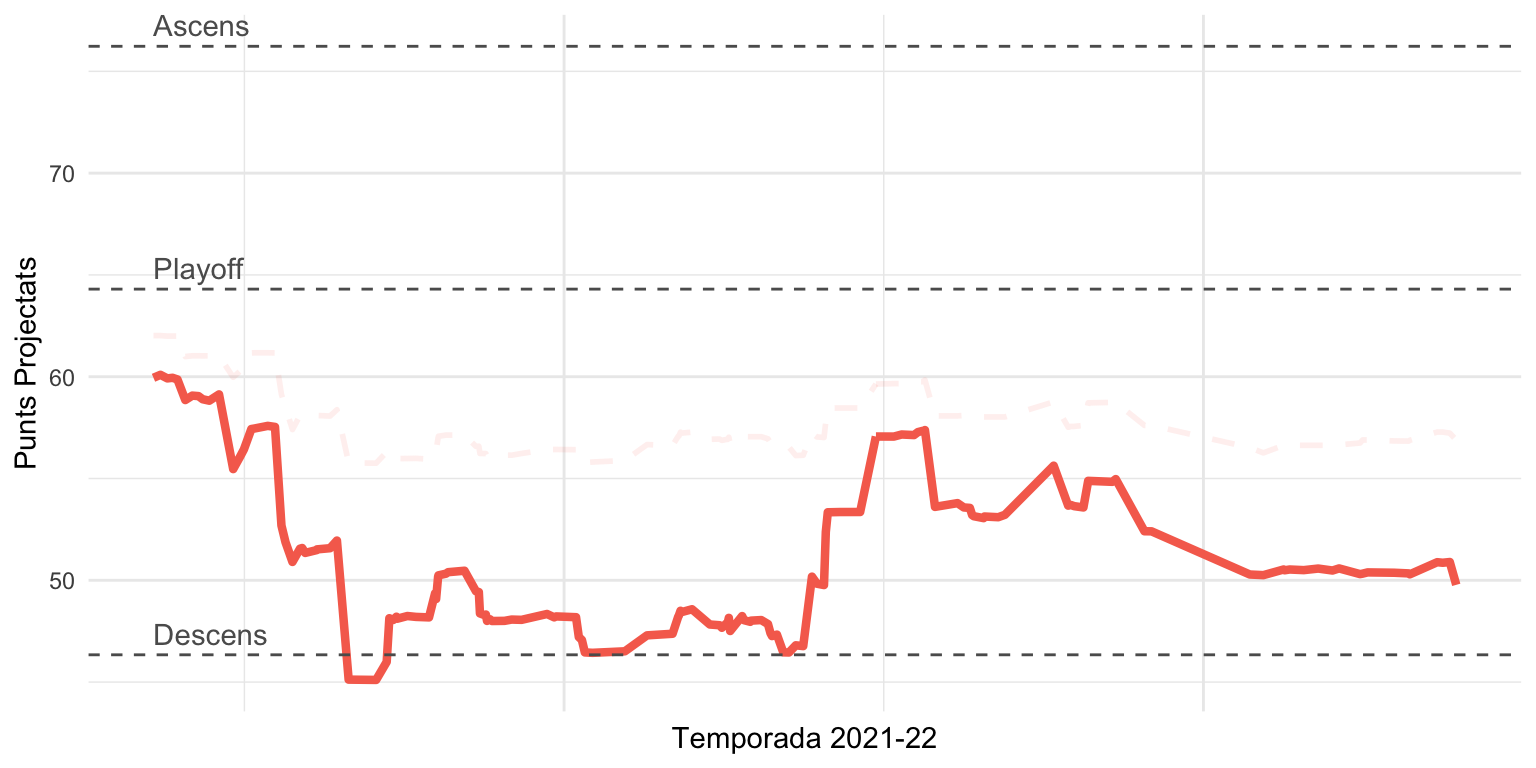 Ascens
70
Playoff
60
50
Descens
Punts Projectats
Temporada 2021-22